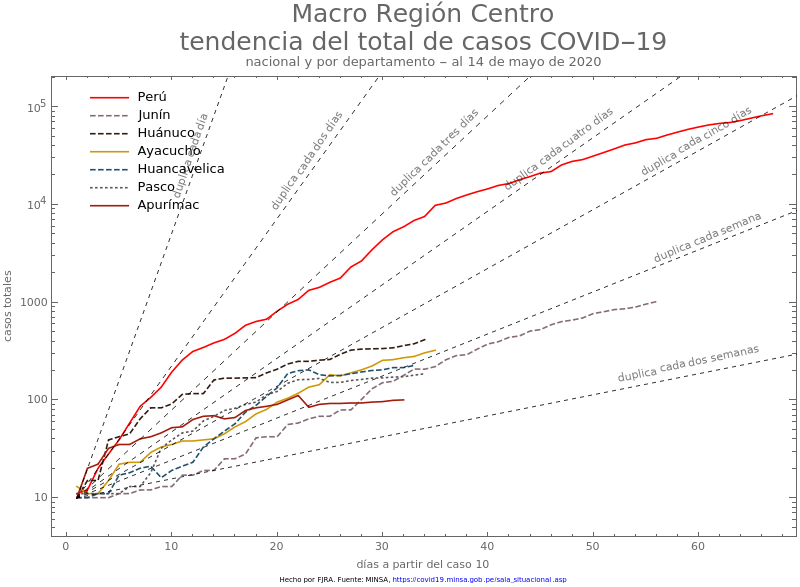 Macro Región Centro
tendencia del total de casos COVID−19
nacional y por departamento − al 14 de mayo de 2020
Perú
Junín
Huánuco
Ayacucho
Huancavelica
Pasco
Apurímac
duplica cada día
duplica cada dos días
duplica cada tres días
duplica cada cuatro días
duplica cada cinco días
duplica cada semana
duplica cada dos semanas
casos totales
10^5
10^4
1000
100
10
0 10 20 30 40 50 60
días a partir del caso 10
Hecho por FJRA. Fuente: MINSA, https://covid19.minsa.gob.pe/sala_situacional.asp